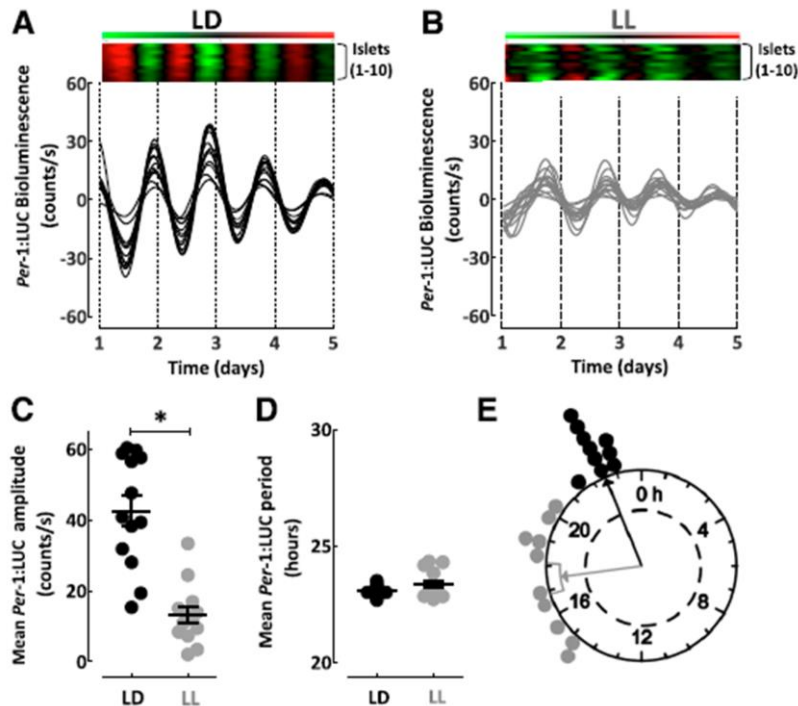 A
LD
Islets
(1-10)
Per-1:LUC Bioluminescence
(counts/s)
60
30
0
-30
-60
1 2 3 4 5
Time (days)
B
LL
Islets
(1-10)
Per-1:LUC Bioluminescence
(counts/s)
60
30
0
-30
-60
1 2 3 4 5
Time (days)
C
*
Mean Per-1:LUC amplitude
(counts/s)
60
40
20
0
LD LL
D
Mean Per-1:LUC period
(hours)
30
25
20
LD LL
E
0 h
4
8
12
16
20